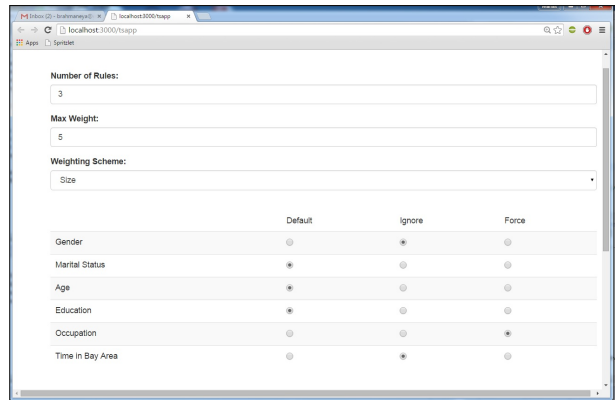 Inbox (2) - ibrahimeya@
localhost:3000/tsapp
localhost:3000/tsapp
Apps Spritzlet
Number of Rules:
3
Max Weight:
5
Weighting Scheme:
Size
Default Ignore Force
Gender
Marital Status
Age
Education
Occupation
Time in Bay Area